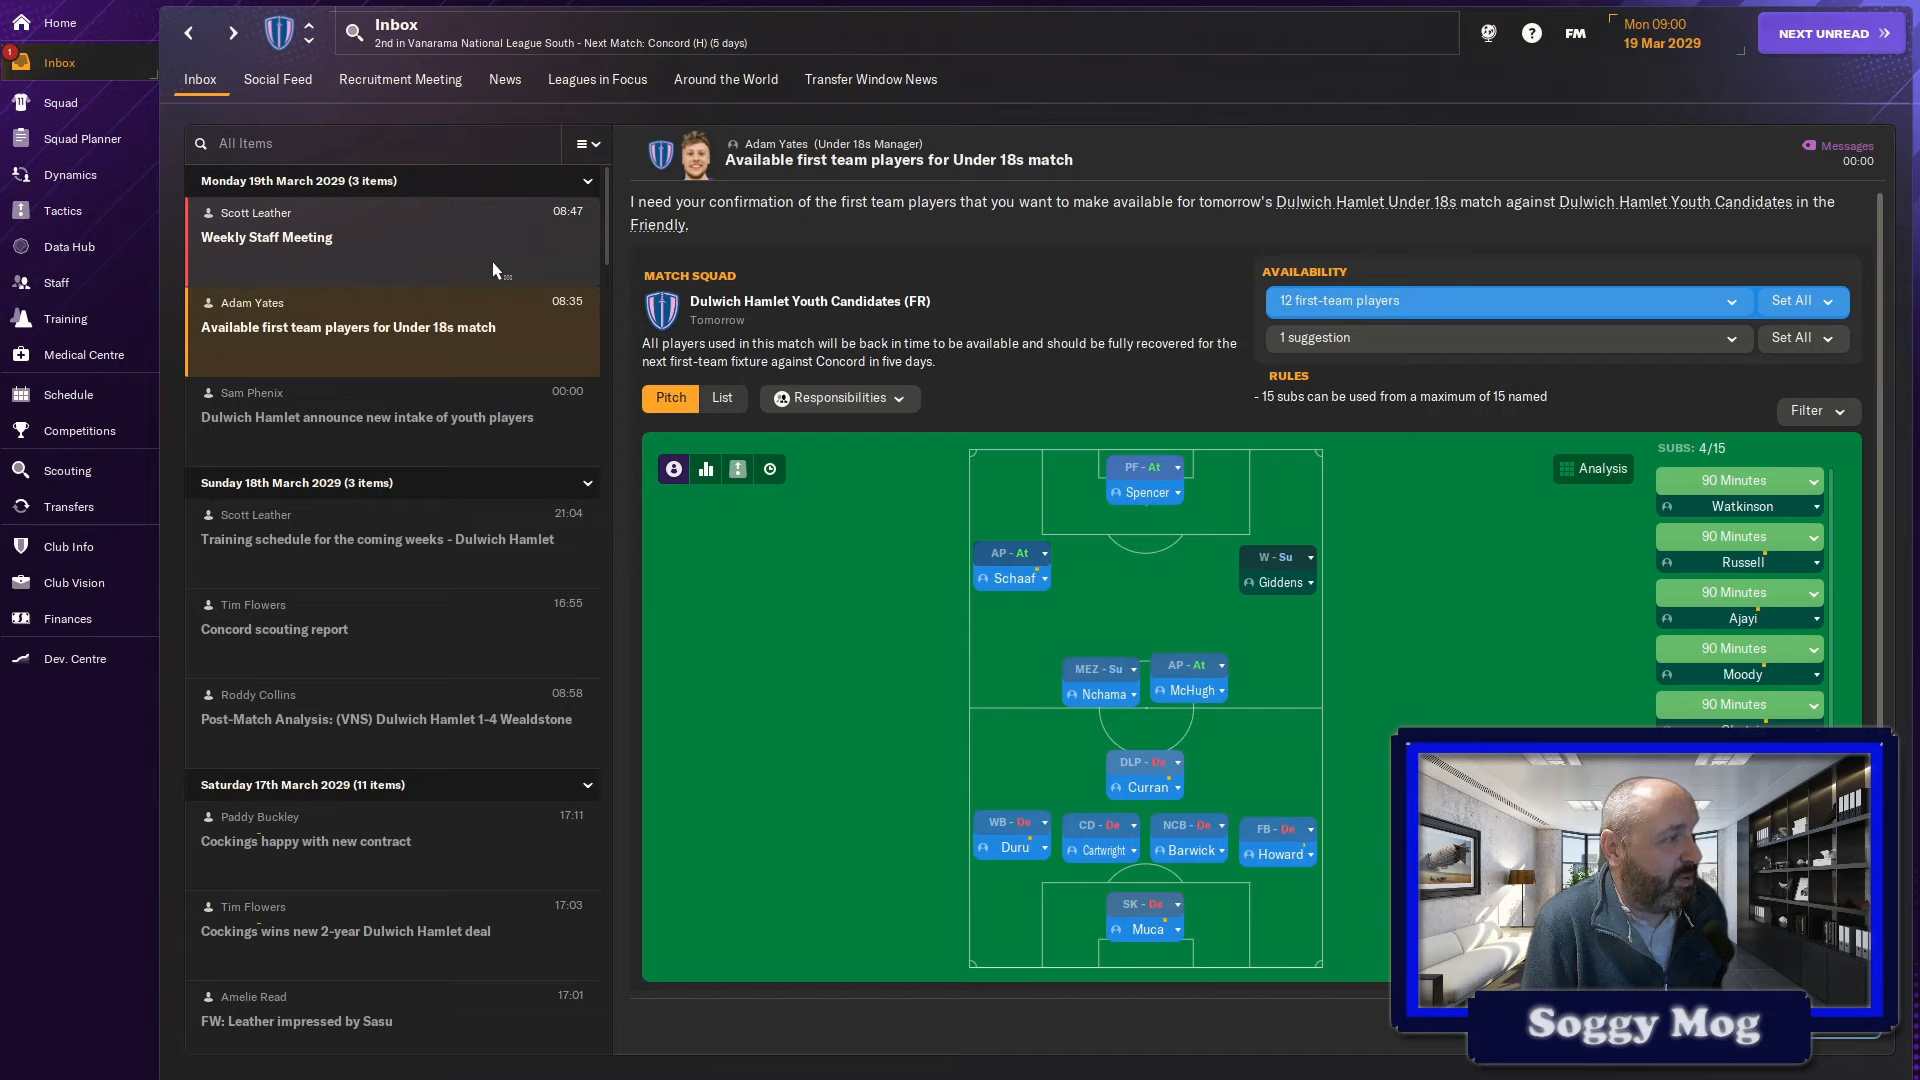 Home
1
Inbox
Squad
Squad Planner
Dynamics
Tactics
Data Hub
Staff
Training
Medical Centre
Schedule
Competitions
Scouting
Transfers
Club Info
Club Vision
Finances
Dev. Centre
Inbox
2nd in Vanarama National League South - Next Match: Concord (H) (5 days)
?
FM
Mon 09:00
19 Mar 2029
NEXT UNREAD
Inbox
Social Feed
Recruitment Meeting
News
Leagues in Focus
Around the World
Transfer Window News
All Items
Monday 19th March 2029 (3 items)
Scott Leather 08:47
Weekly Staff Meeting
Adam Yates 08:35
Available first team players for Under 18s match
Sam Phenix 00:00
Dulwich Hamlet announce new intake of youth players
Sunday 18th March 2029 (3 items)
Scott Leather 21:04
Training schedule for the coming weeks - Dulwich Hamlet
Tim Flowers 16:55
Concord scouting report
Roddy Collins 08:58
Post-Match Analysis: (VNS) Dulwich Hamlet 1-4 Wealdstone
Saturday 17th March 2029 (11 items)
Paddy Buckley 17:11
Cockings happy with new contract
Tim Flowers 17:03
Cockings wins new 2-year Dulwich Hamlet deal
Amelie Read 17:01
FW: Leather impressed by Sasu
Adam Yates (Under 18s Manager)
Available first team players for Under 18s match
Messages
00:00
I need your confirmation of the first team players that you want to make available for tomorrow's Dulwich Hamlet Under 18s match against Dulwich Hamlet Youth Candidates in the
Friendly.
MATCH SQUAD
Dulwich Hamlet Youth Candidates (FR)
Tomorrow
All players used in this match will be back in time to be available and should be fully recovered for the
next first-team fixture against Concord in five days.
AVAILABILITY
12 first-team players Set All
1 suggestion Set All
RULES
- 15 subs can be used from a maximum of 15 named
Pitch List Responsibilities
Filter
Analysis
PF - At
Spencer
AP - At
Schaaf
W - Su
Giddens
MEZ - Su
Nchama
AP - At
McHugh
DLP - De
Curran
WB - De
Duru
CD - De
Cartwright
NCB - De
Barwick
FB - De
Howard
SK - De
Muca
SUBS: 4/15
90 Minutes
Watkinson
90 Minutes
Russell
90 Minutes
Ajayi
90 Minutes
Moody
90 Minutes
Soggy Mog